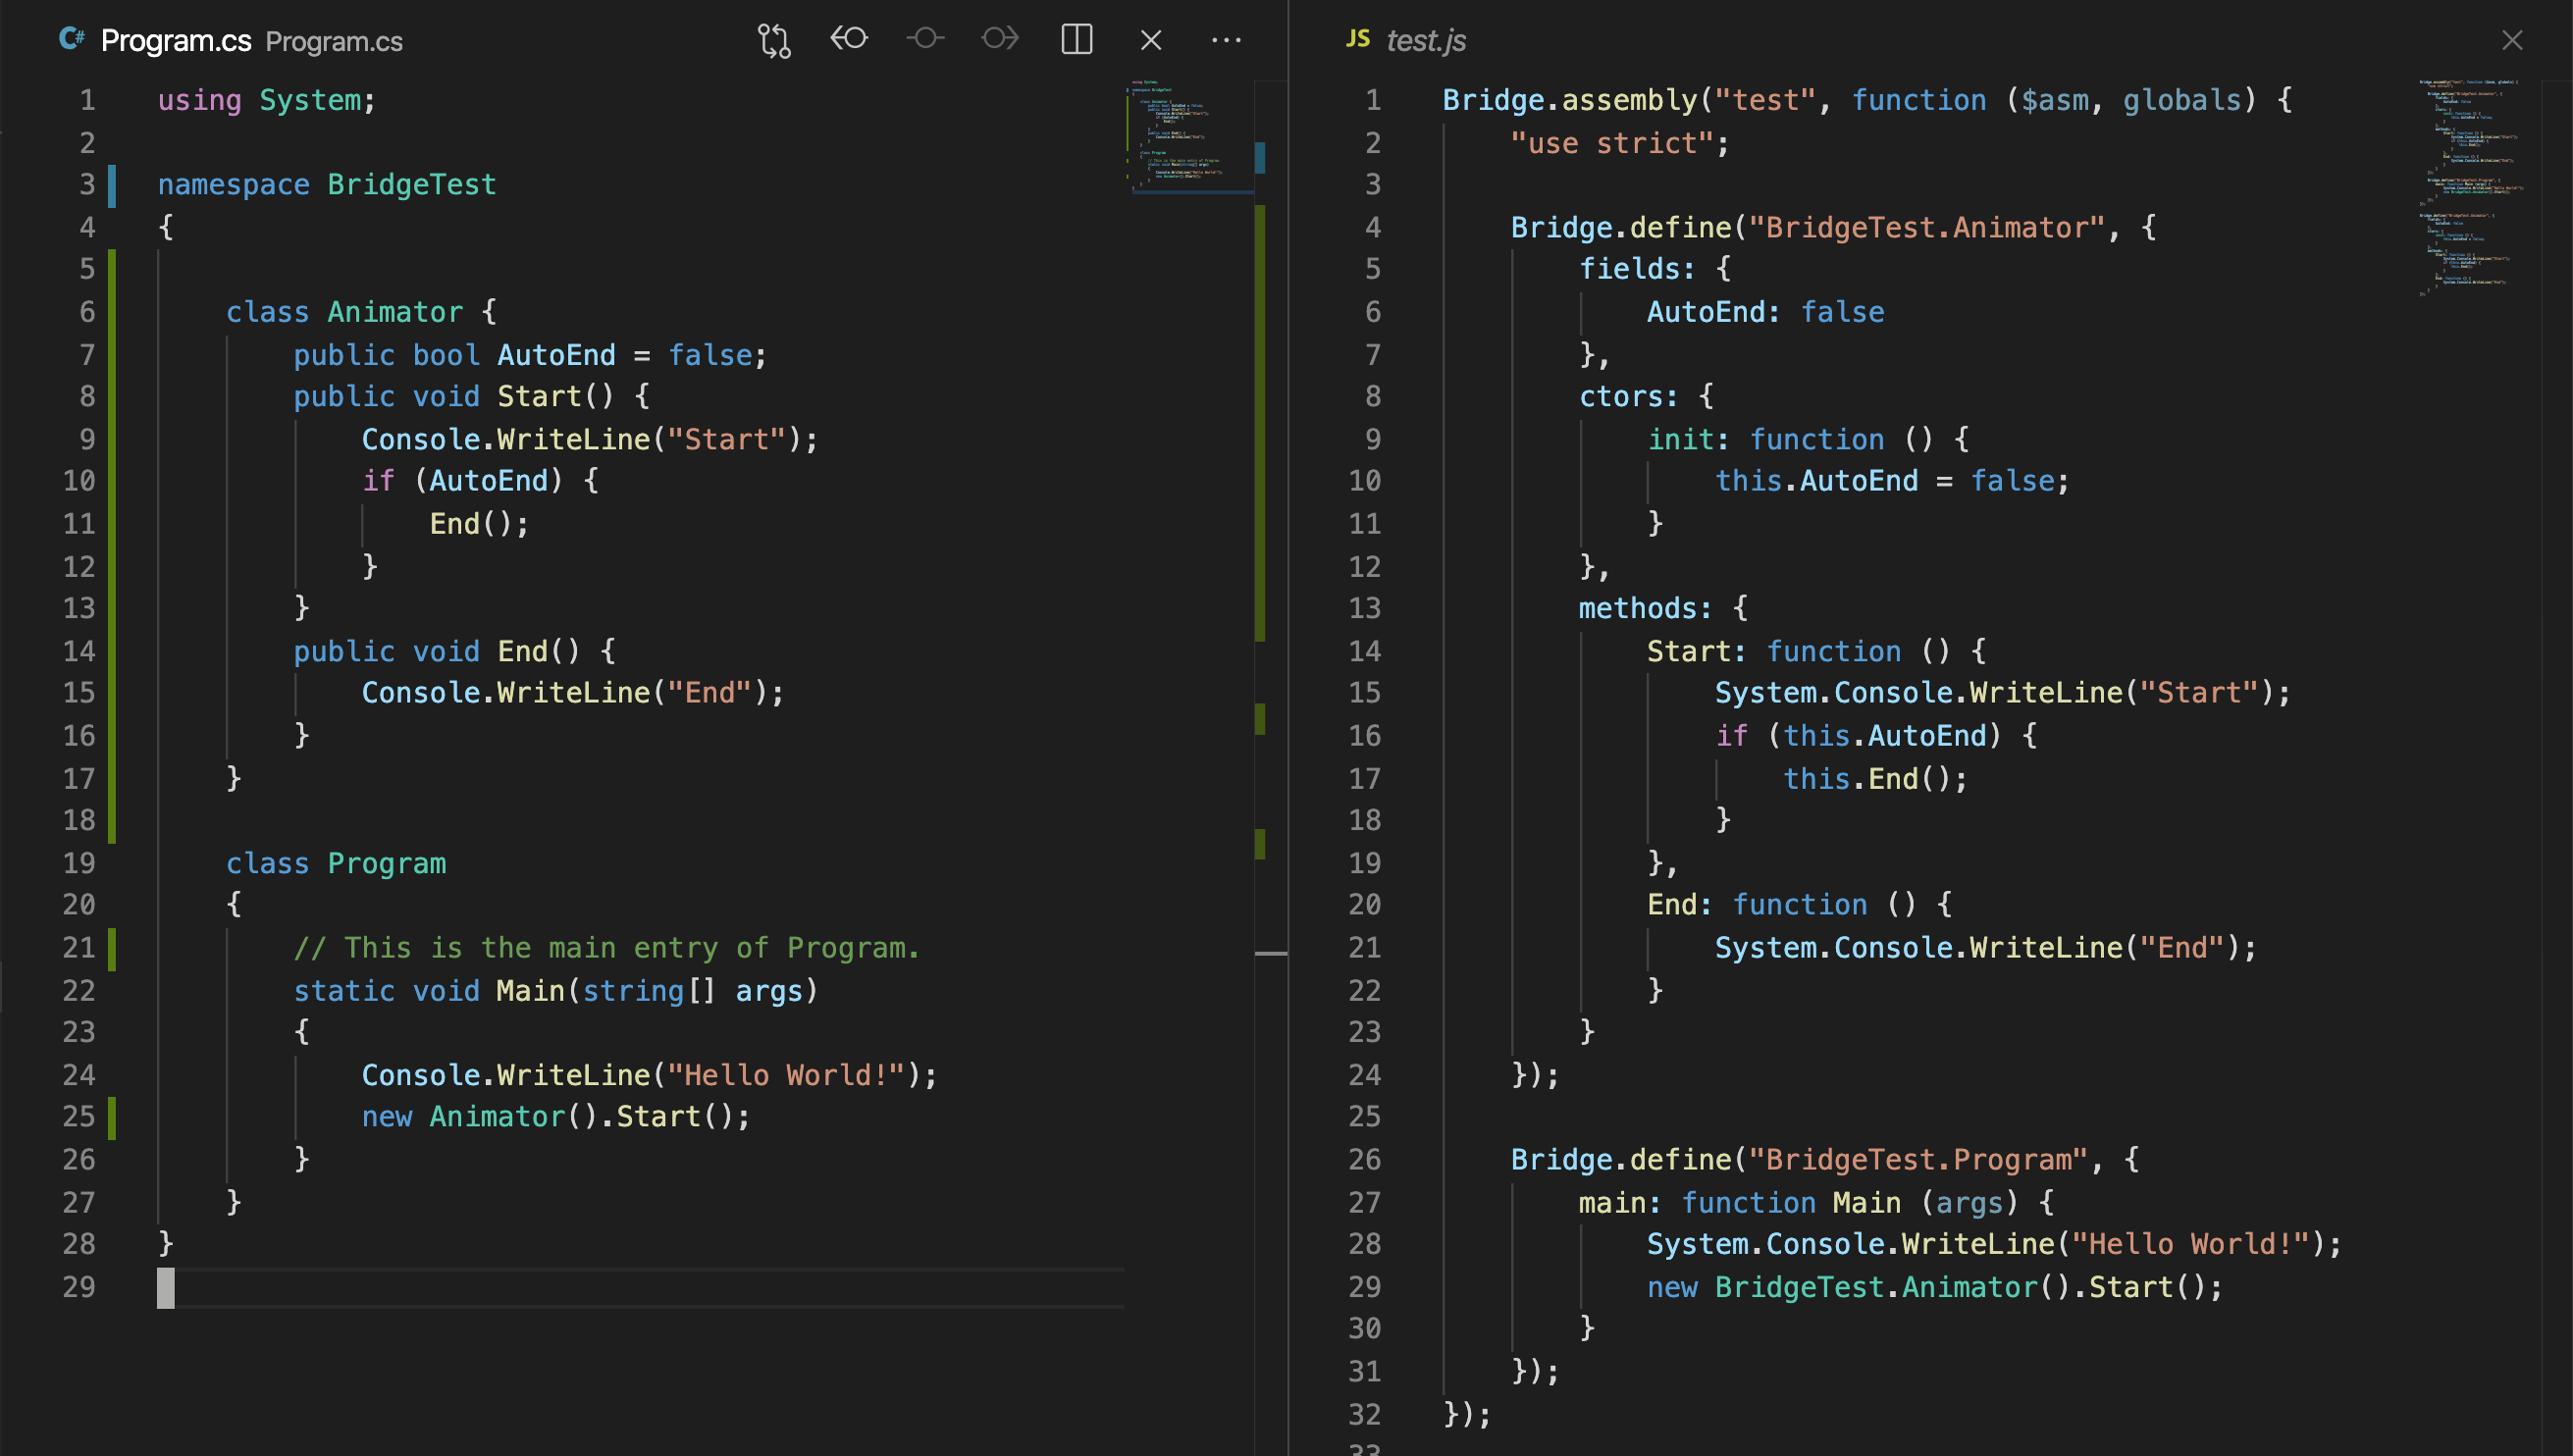 Program.cs Program.cs
1 using System;
2
3 namespace BridgeTest
4 {
5
6     class Animator {
7         public bool AutoEnd = false;
8         public void Start() {
9             Console.WriteLine("Start");
10             if (AutoEnd) {
11                 End();
12             }
13         }
14         public void End() {
15             Console.WriteLine("End");
16         }
17     }
18
19     class Program
20     {
21         // This is the main entry of Program.
22         static void Main(string[] args)
23         {
24             Console.WriteLine("Hello World!");
25             new Animator().Start();
26         }
27     }
28 }
29
JS test.js
1 Bridge.assembly("test", function ($asm, globals) {
2     "use strict";
3
4     Bridge.define("BridgeTest.Animator", {
5         fields: {
6             AutoEnd: false
7         },
8         ctors: {
9             init: function () {
10                 this.AutoEnd = false;
11             }
12         },
13         methods: {
14             Start: function () {
15                 System.Console.WriteLine("Start");
16                 if (this.AutoEnd) {
17                     this.End();
18                 }
19             },
20             End: function () {
21                 System.Console.WriteLine("End");
22             }
23         }
24     });
25
26     Bridge.define("BridgeTest.Program", {
27         main: function Main (args) {
28             System.Console.WriteLine("Hello World!");
29             new BridgeTest.Animator().Start();
30         }
31     });
32 });
33